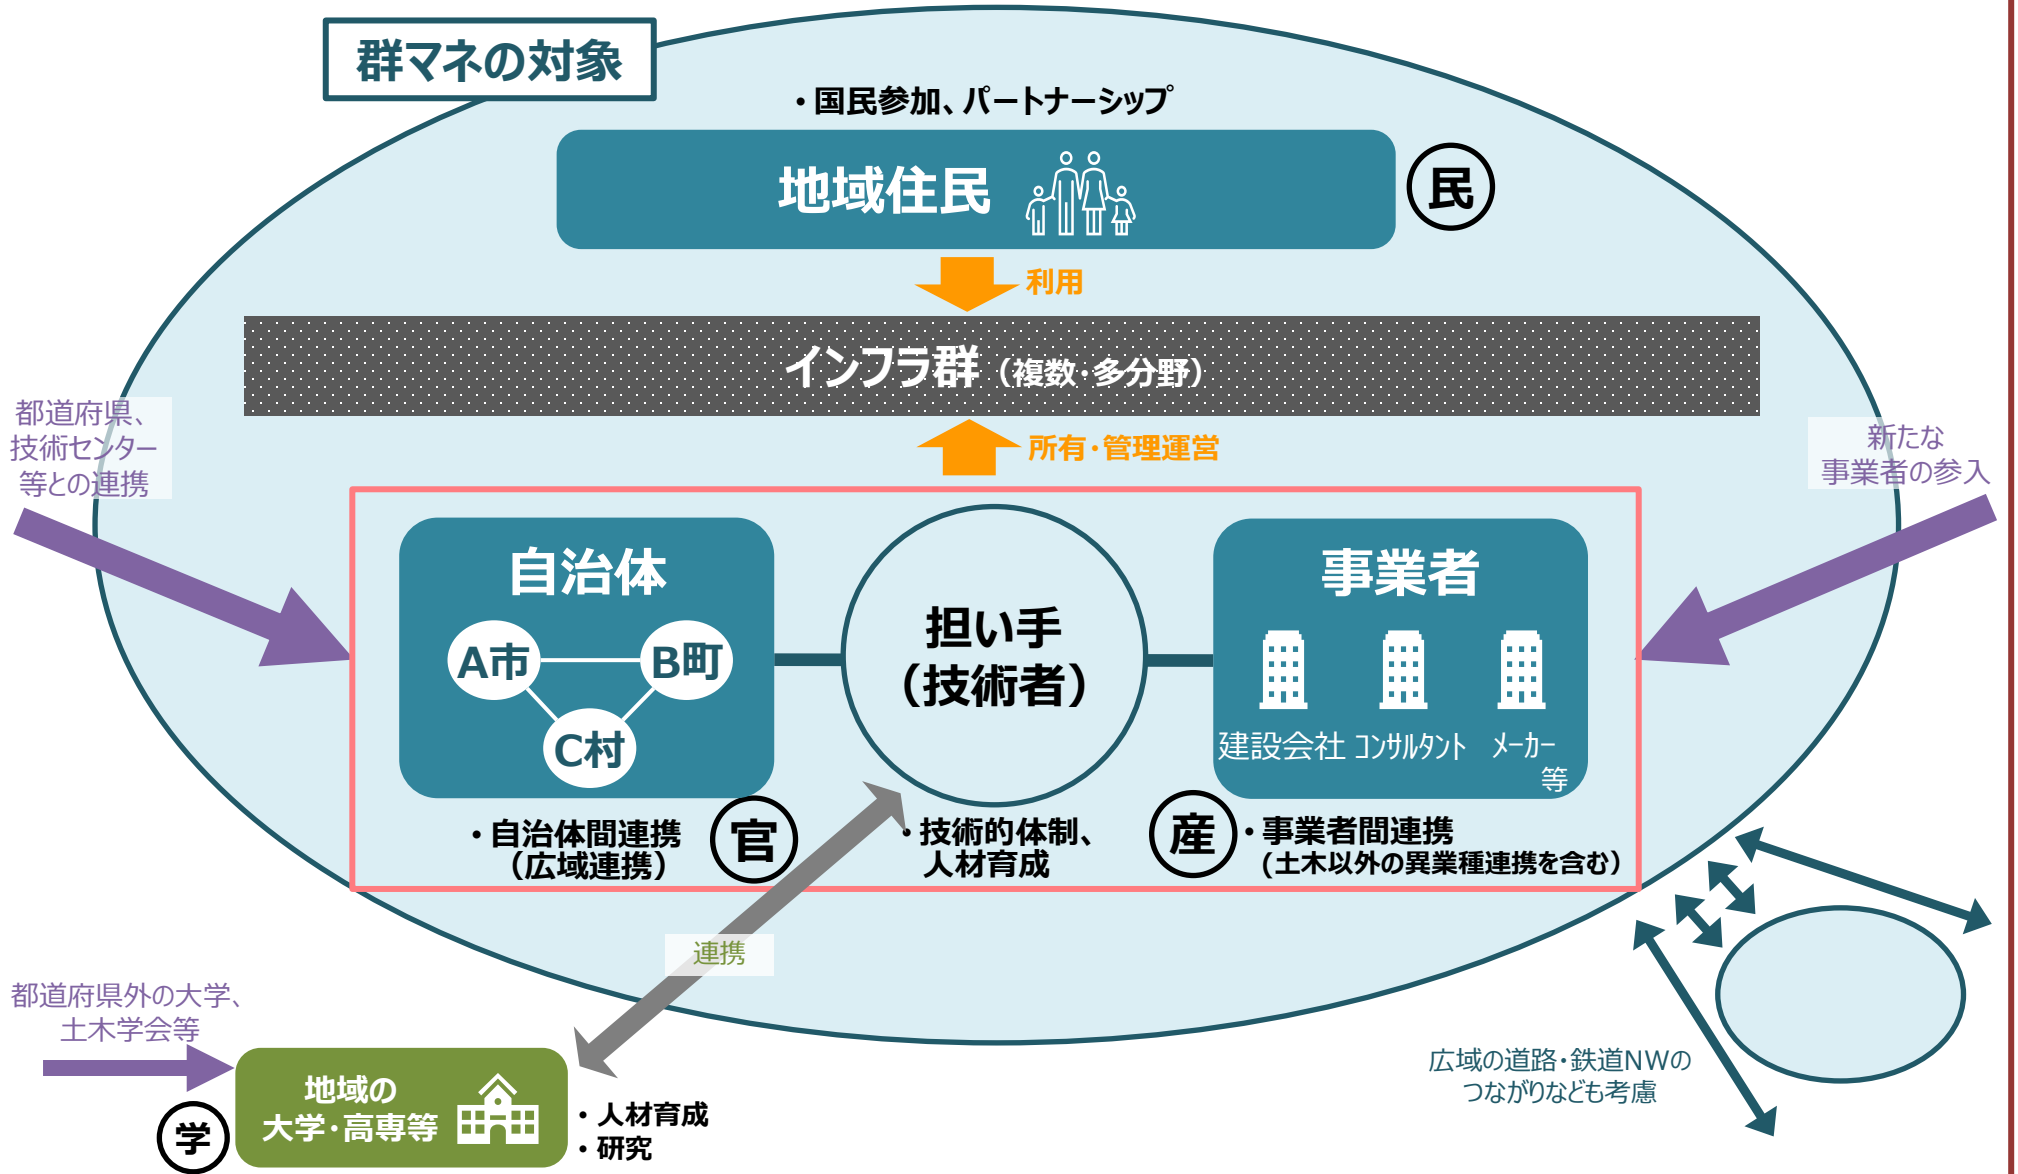 群マネの対象
・国民参加、パートナーシップ
地域住民
民
利用
インフラ群（複数・多分野）
都道府県、
技術センター
等との連携
所有・管理運営
新たな
事業者の参入
自治体
A市
B町
C村
担い手
（技術者）
事業者
建設会社
コンサルタント
メーカー
等
・自治体間連携
（広域連携）
官
・技術的体制、
人材育成
産
・事業者間連携
(土木以外の異業種連携を含む）
連携
都道府県外の大学、
土木学会等
地域の
大学・高専等
学
・人材育成
・研究
広域の道路・鉄道NWの
つながりなども考慮